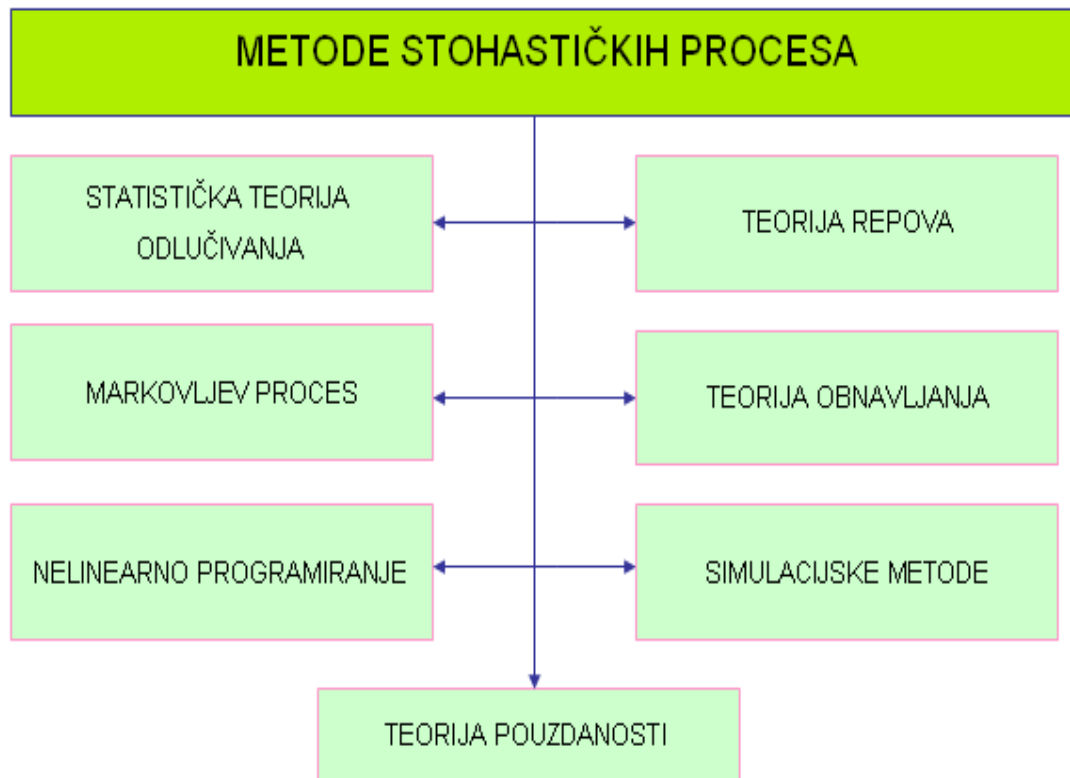 METODE STOHASTIČKIH PROCESA
STATISTIČKA TEORIJA
ODLUČIVANJA
TEORIJA REPOVA
MARKOVLJEV PROCES
TEORIJA OBNAVLJANJA
NELINEARNO PROGRAMIRANJE
SIMULACIJSKE METODE
TEORIJA POUZDANOSTI